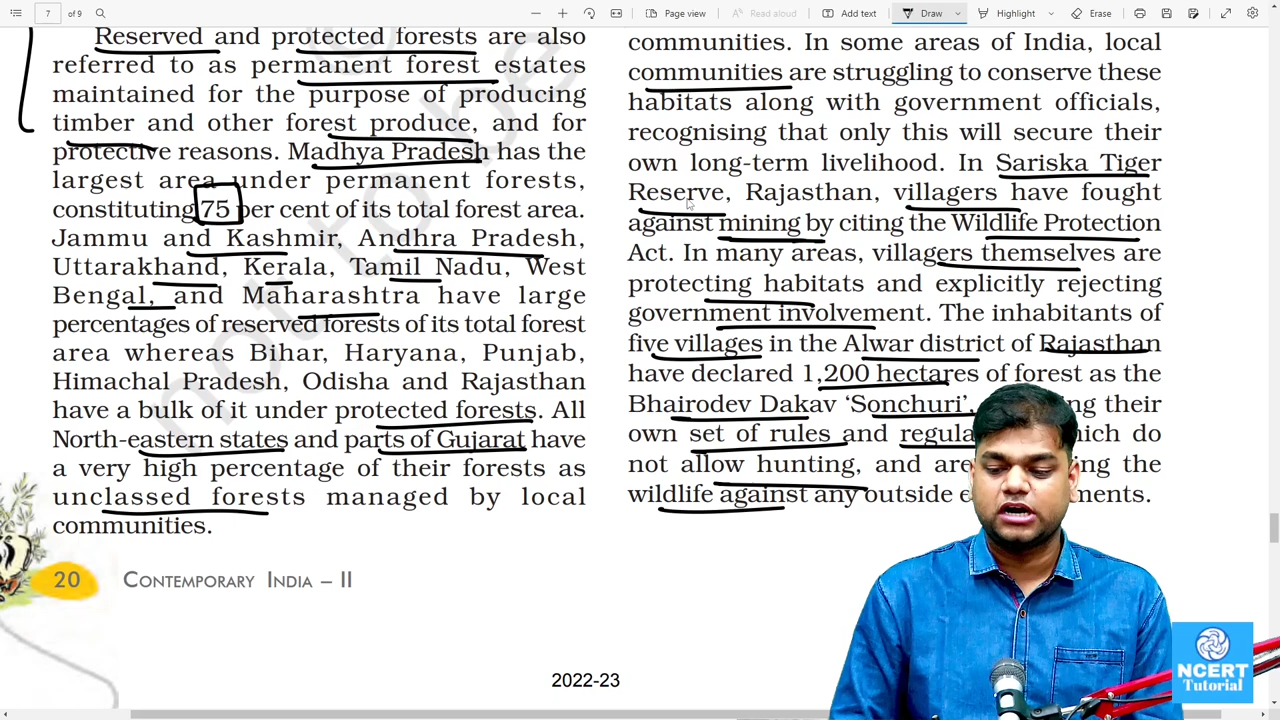 7 of 9
Page view
Read aloud
Add text
Draw
Highlight
Erase
Reserved and protected forests are also
referred to as permanent forest estates
maintained for the purpose of producing
timber and other forest produce, and for
protective reasons. Madhya Pradesh has the
largest area under permanent forests,
constituting 75 per cent of its total forest area.
Jammu and Kashmir, Andhra Pradesh,
Uttarakhand, Kerala, Tamil Nadu, West
Bengal, and Maharashtra have large
percentages of reserved forests of its total forest
area whereas Bihar, Haryana, Punjab,
Himachal Pradesh, Odisha and Rajasthan
have a bulk of it under protected forests. All
North-eastern states and parts of Gujarat have
a very high percentage of their forests as
unclassed forests managed by local
communities.
communities. In some areas of India, local
communities are struggling to conserve these
habitats along with government officials,
recognising that only this will secure their
own long-term livelihood. In Sariska Tiger
Reserve, Rajasthan, villagers have fought
against mining by citing the Wildlife Protection
Act. In many areas, villagers themselves are
protecting habitats and explicitly rejecting
government involvement. The inhabitants of
five villages in the Alwar district of Rajasthan
have declared 1,200 hectares of forest as the
Bhairodev Dakav 'Sonchuri', their
own set of rules and which do
not allow hunting, and are the
wildlife against any outside
not to be
20 Contemporary India – II
2022-23
NCERT
Tutorial